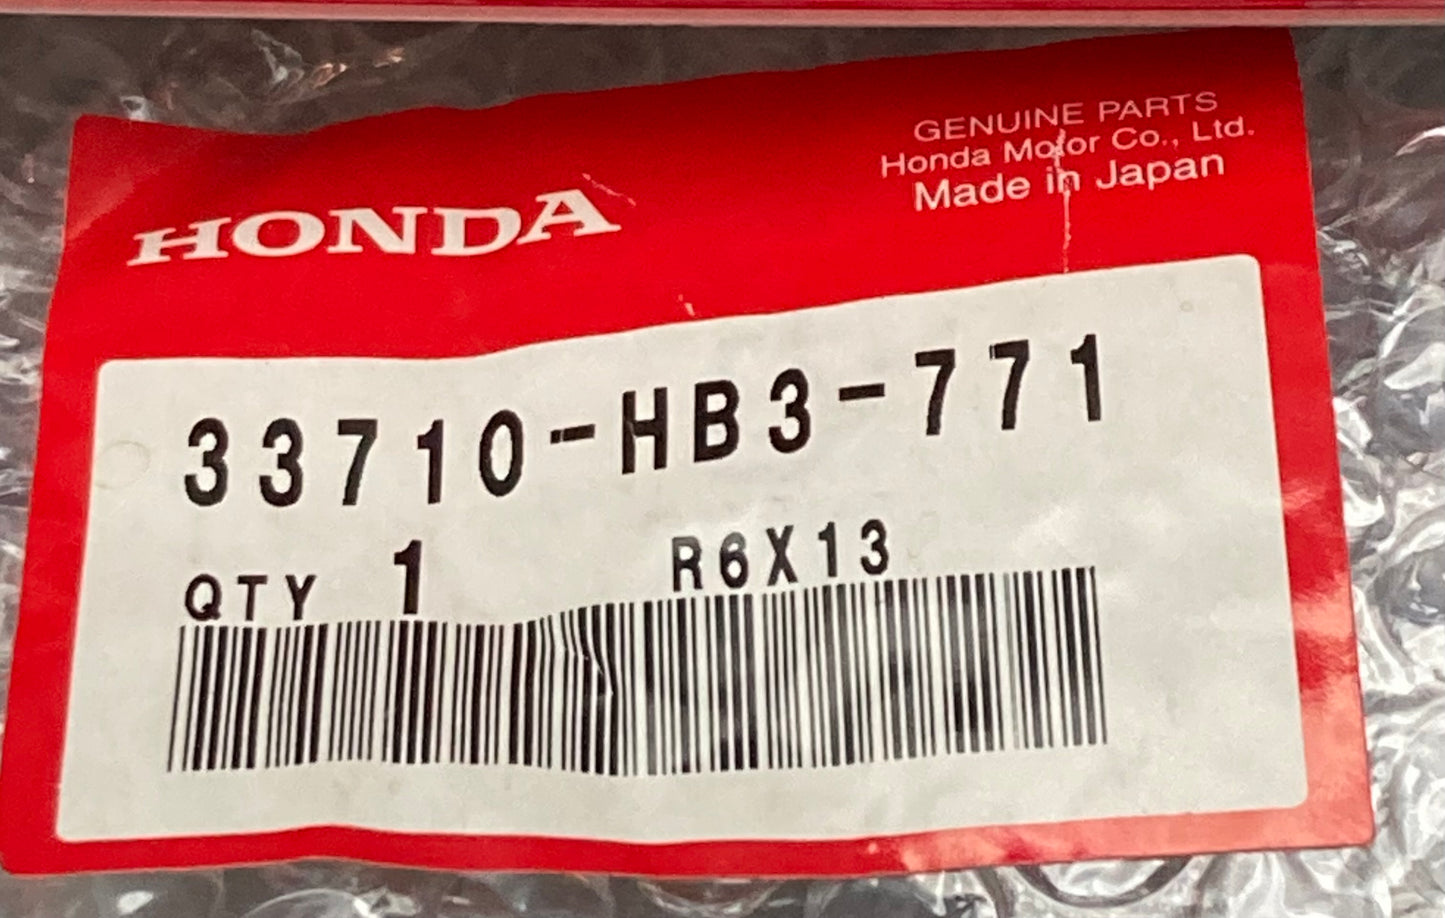 HONDA
GENUINE PARTS
Honda Motor Co., Ltd.
Made in Japan
33710-HB3-771
QTY 1 R6X13